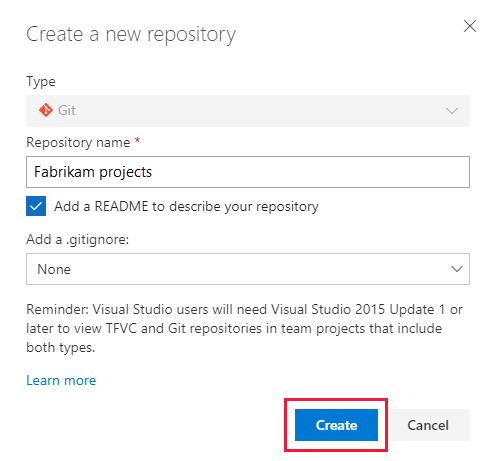 Create a new repository
Type
Git
Repository name *
Fabrikam projects
Add a README to describe your repository
Add a .gitignore:
None
Reminder: Visual Studio users will need Visual Studio 2015 Update 1 or
later to view TFVC and Git repositories in team projects that include
both types.
Learn more
Create
Cancel